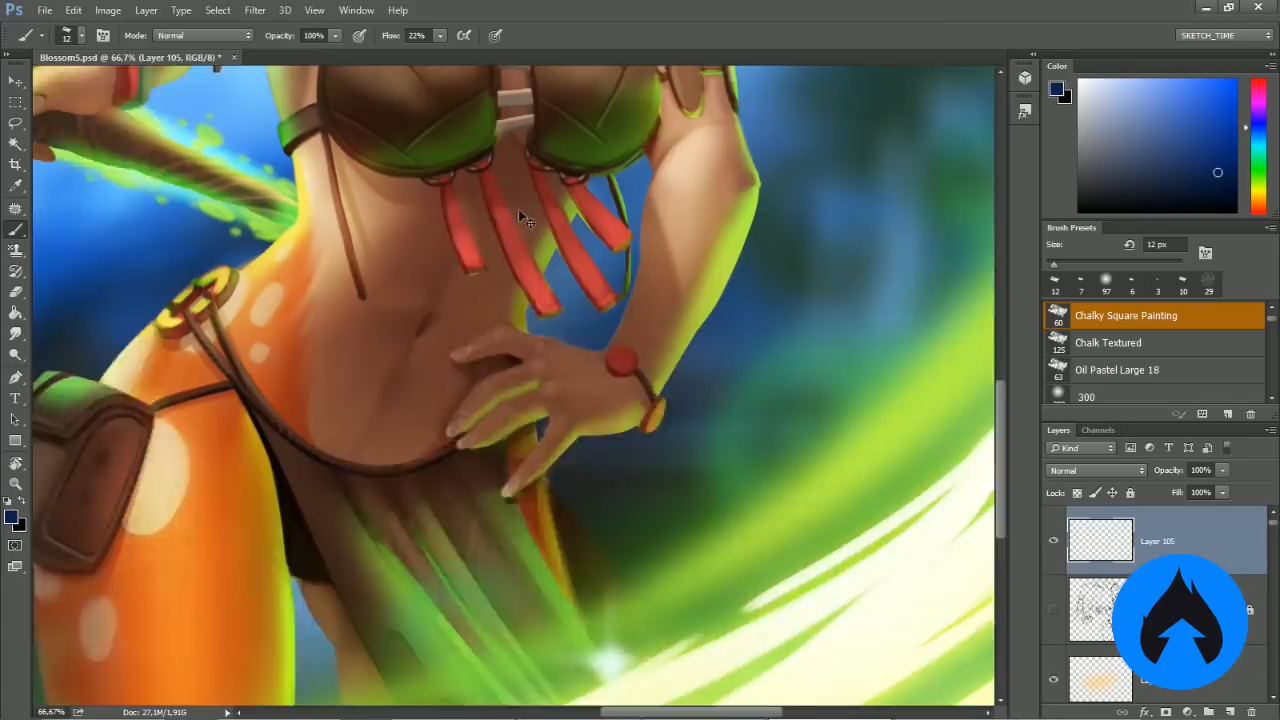 Ps File Edit Image Layer Type Select Filter 3D View Window Help
12 Mode: Normal Opacity: 100% Flow: 22% SKETCH_TIME
Blossom5.psd @ 66,7% (Layer 105, RGB/8) * ×
Color
Brush Presets
Size: 12 px
12 7 97 6 3 10 29
60 Chalky Square Painting
125 Chalk Textured
63 Oil Pastel Large 18
300
Layers Channels
Kind
Normal Opacity: 100%
Lock: Fill: 100%
Layer 105
66,67% Doc: 27,1M/1,91G